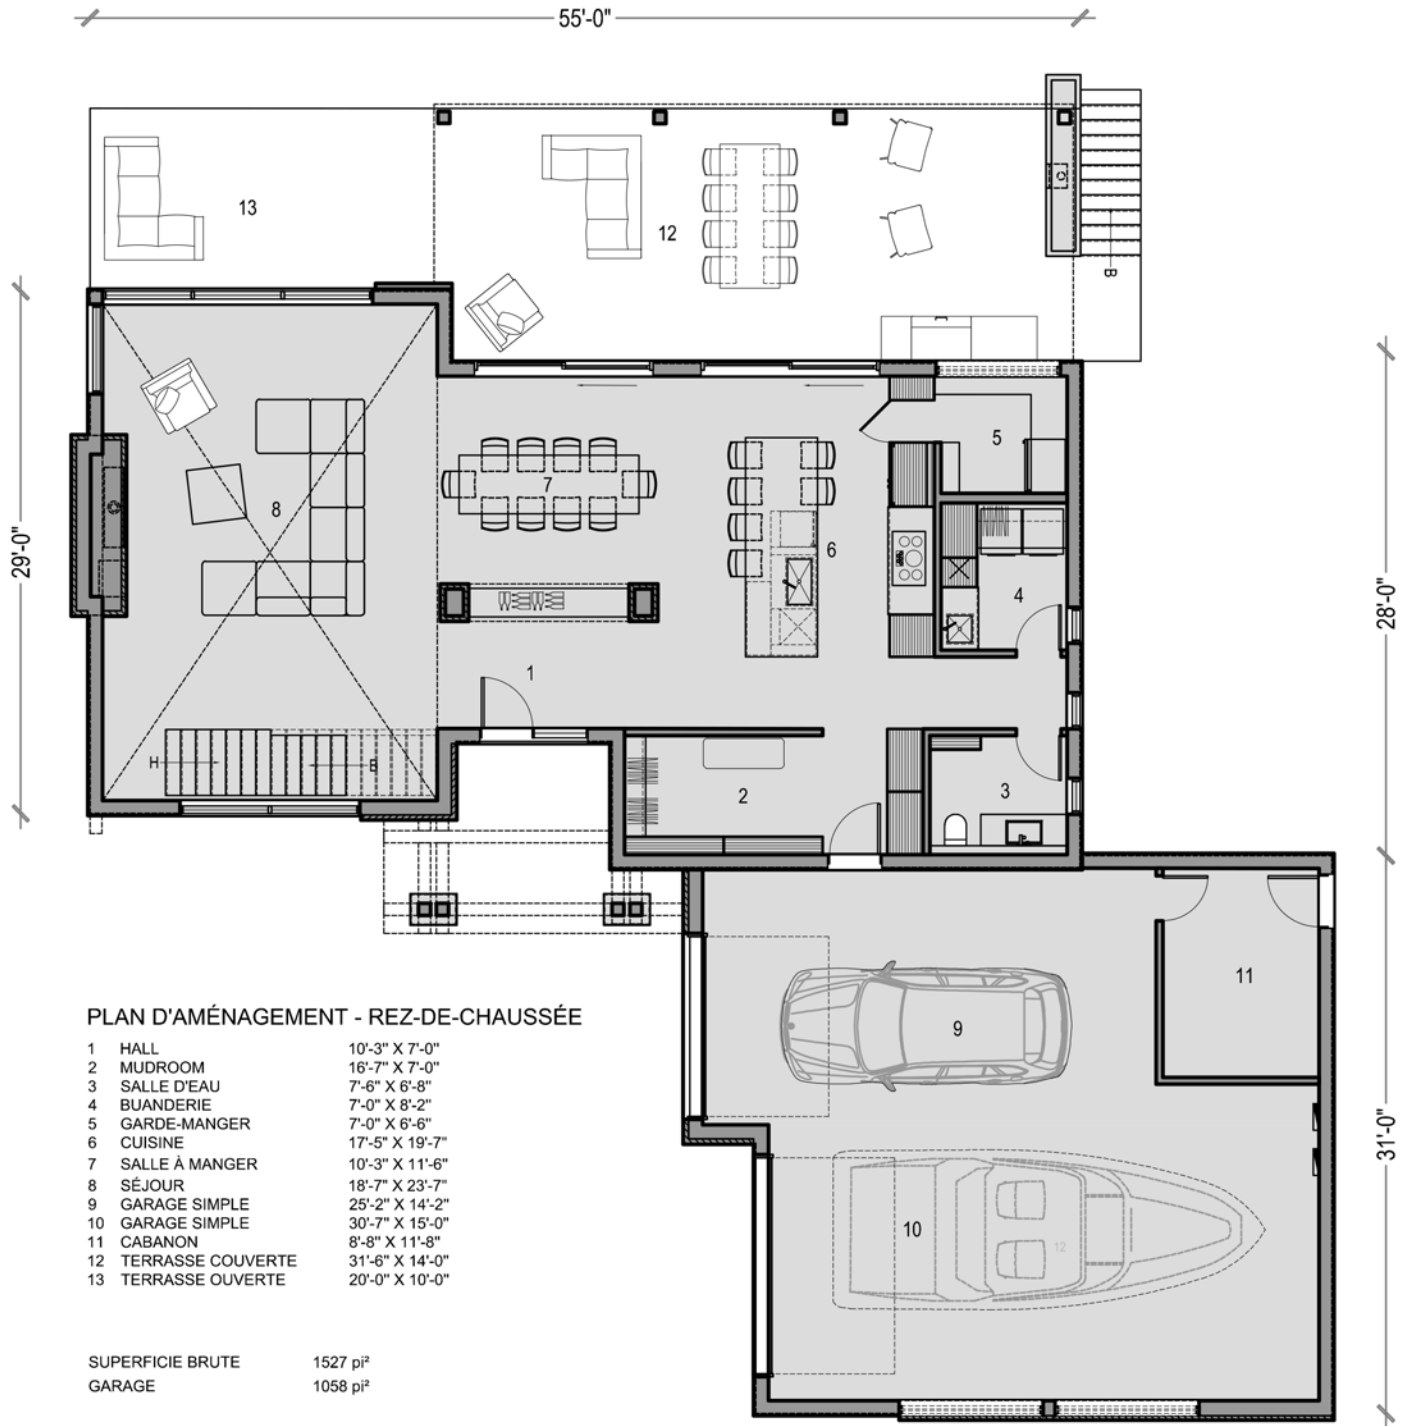 55'-0"
13
12
B
29'-0"
28'-0"
5
7
8
6
4
1
H
B
2
3
11
9
31'-0"
10
12
PLAN D'AMÉNAGEMENT - REZ-DE-CHAUSSÉE
1 HALL 10'-3" X 7'-0"
2 MUDROOM 16'-7" X 7'-0"
3 SALLE D'EAU 7'-6" X 6'-8"
4 BUANDERIE 7'-0" X 8'-2"
5 GARDE-MANGER 7'-0" X 6'-6"
6 CUISINE 17'-5" X 19'-7"
7 SALLE À MANGER 10'-3" X 11'-6"
8 SÉJOUR 18'-7" X 23'-7"
9 GARAGE SIMPLE 25'-2" X 14'-2"
10 GARAGE SIMPLE 30'-7" X 15'-0"
11 CABANON 8'-8" X 11'-8"
12 TERRASSE COUVERTE 31'-6" X 14'-0"
13 TERRASSE OUVERTE 20'-0" X 10'-0"
SUPERFICIE BRUTE 1527 pi²
GARAGE 1058 pi²